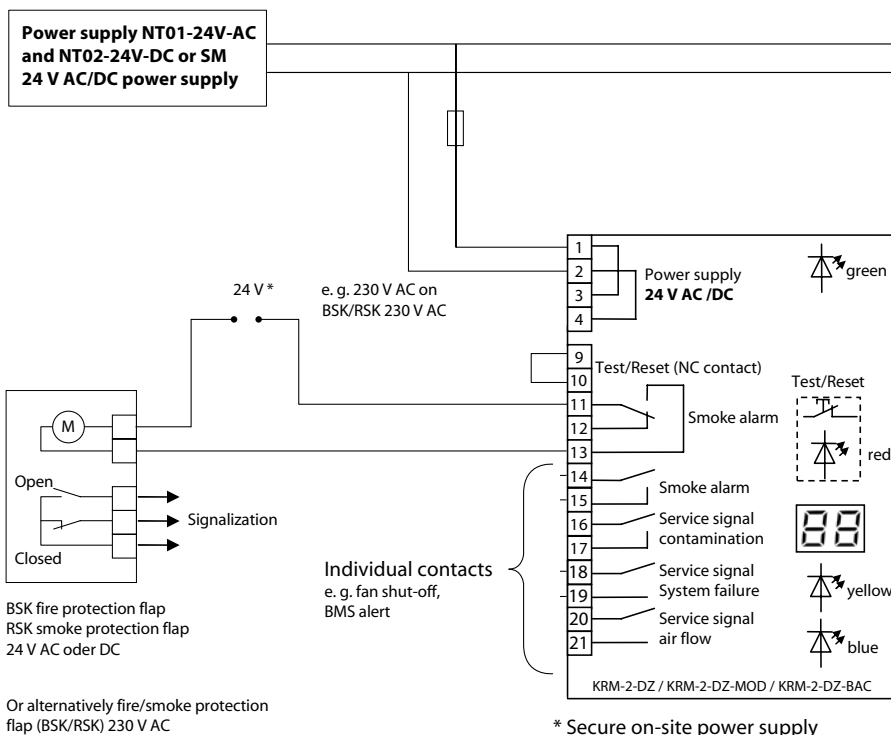 Power supply NT01-24V-AC
and NT02-24V-DC or SM
24 V AC/DC power supply
1
2
3
4
Power supply
24 V AC /DC
green
24 V *
e. g. 230 V AC on
BSK/RSK 230 V AC
9
10
Test/Reset (NC contact)
11
12
13
Smoke alarm
Test/Reset
red
M
Open
Closed
Signalization
14
15
Smoke alarm
16
17
Service signal
contamination
88
18
19
Service signal
System failure
yellow
20
21
Service signal
air flow
blue
Individual contacts
e. g. fan shut-off,
BMS alert
BSK fire protection flap
RSK smoke protection flap
24 V AC oder DC
KRM-2-DZ / KRM-2-DZ-MOD / KRM-2-DZ-BAC
Or alternatively fire/smoke protection
flap (BSK/RSK) 230 V AC
* Secure on-site power supply